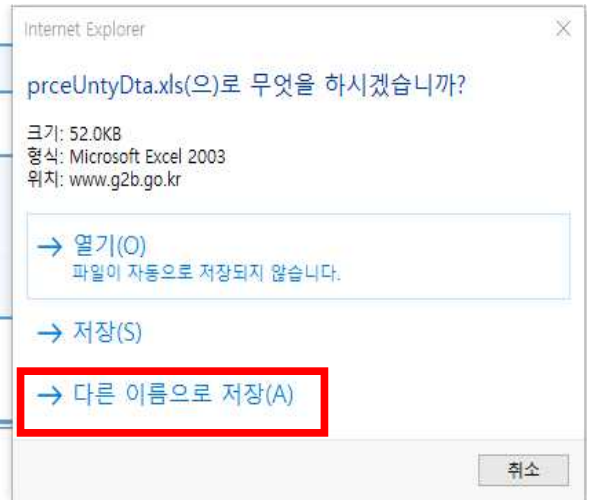 Internet Explorer
prceUntyDta.xls(으)로 무엇을 하시겠습니까?
크기: 52.0KB
형식: Microsoft Excel 2003
위치: www.g2b.go.kr
→ 열기(O)
파일이 자동으로 저장되지 않습니다.
→ 저장(S)
→ 다른 이름으로 저장(A)
취소